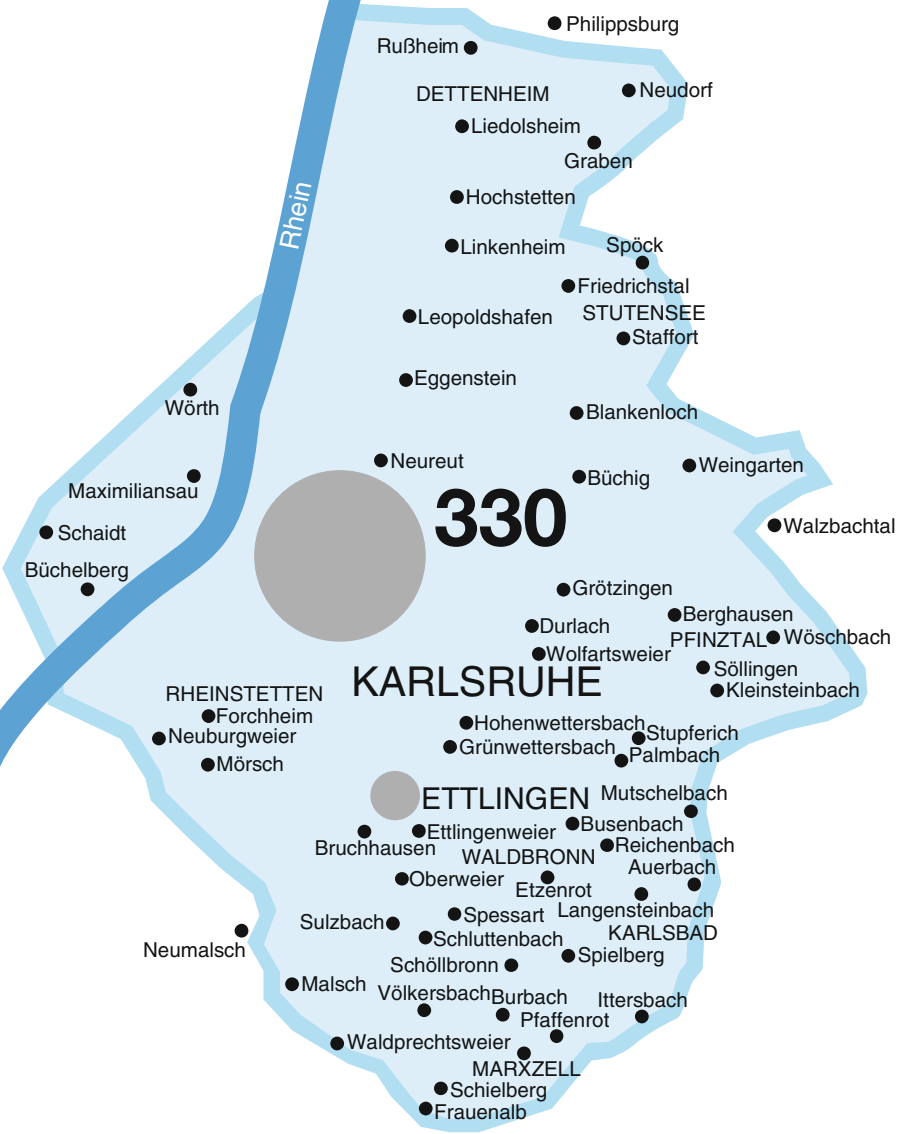 Philippsburg
Rußheim
Neudorf
DETTENHEIM
Liedolsheim
Graben
Hochstetten
Rhein
Spöck
Linkenheim
Friedrichstal
STUTENSEE
Leopoldshafen
Staffort
Eggenstein
Wörth
Blankenloch
Neureut
Weingarten
Büchig
Maximiliansau
330
Walzbachtal
Schaidt
Büchelberg
Grötzingen
Berghausen
Durlach
PFINZTAL
Wöschbach
Wolfartsweier
Söllingen
KARLSRUHE
Kleinsteinbach
RHEINSTETTEN
Forchheim
Hohenwettersbach
Stupferich
Neuburgweier
Grünwettersbach
Palmbach
Mörsch
Mutschelbach
ETTLINGEN
Busenbach
Ettlingenweier
Bruchhausen
Reichenbach
WALDBRONN
Auerbach
Oberweier
Etzenrot
Langensteinbach
Spessart
Sulzbach
KARLSBAD
Schluttenbach
Neumalsch
Spielberg
Schöllbronn
Malsch
Völkersbach
Burbach
Ittersbach
Pfaffenrot
Waldprechtsweier
MARXZELL
Schielberg
Frauenalb